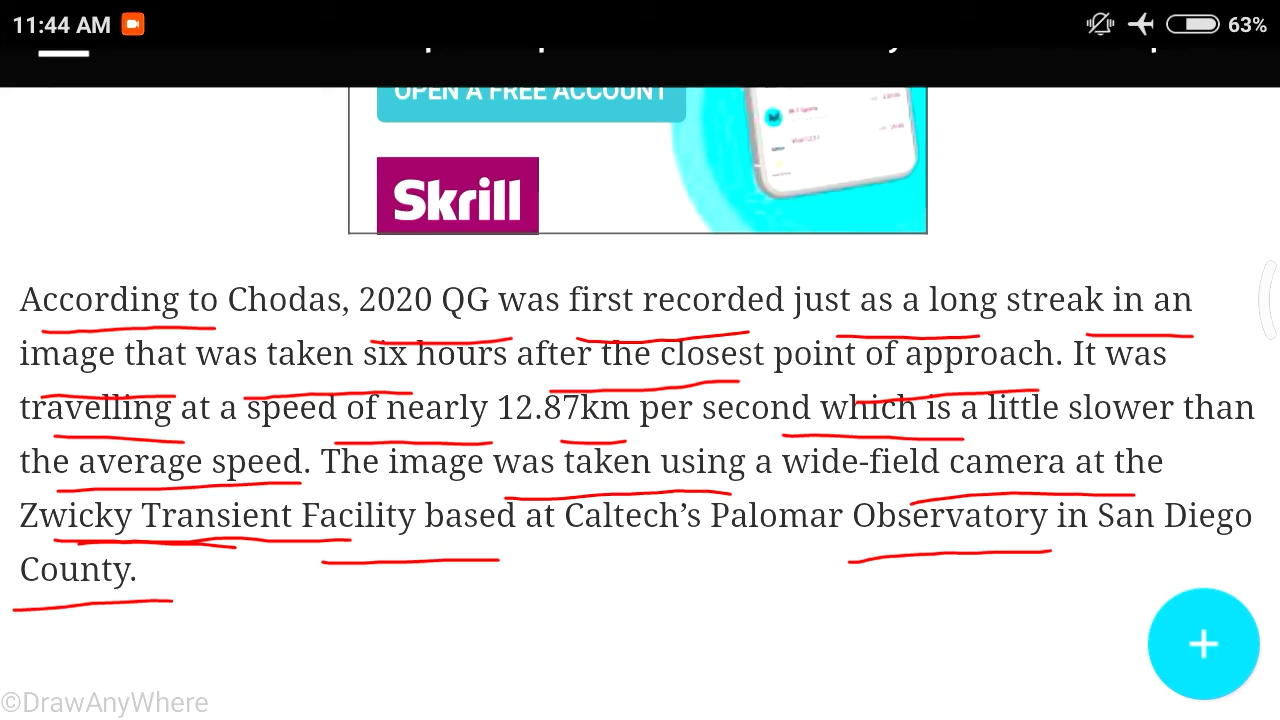 11:44 AM 63%
OPEN A FREE ACCOUNT
Skrill
According to Chodas, 2020 QG was first recorded just as a long streak in an
image that was taken six hours after the closest point of approach. It was
travelling at a speed of nearly 12.87km per second which is a little slower than
the average speed. The image was taken using a wide-field camera at the
Zwicky Transient Facility based at Caltech’s Palomar Observatory in San Diego
County.
+
©DrawAnyWhere